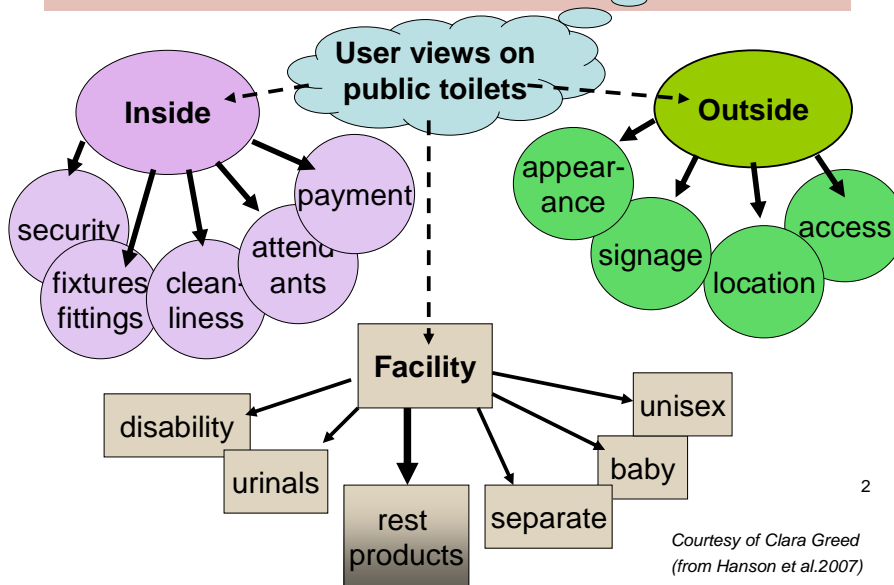 User views on
public toilets
Inside
Outside
security
fixtures
fittings
clean-
liness
attend
ants
payment
appear-
ance
signage
location
access
Facility
disability
urinals
rest
products
separate
baby
unisex
2
Courtesy of Clara Greed
(from Hanson et al.2007)